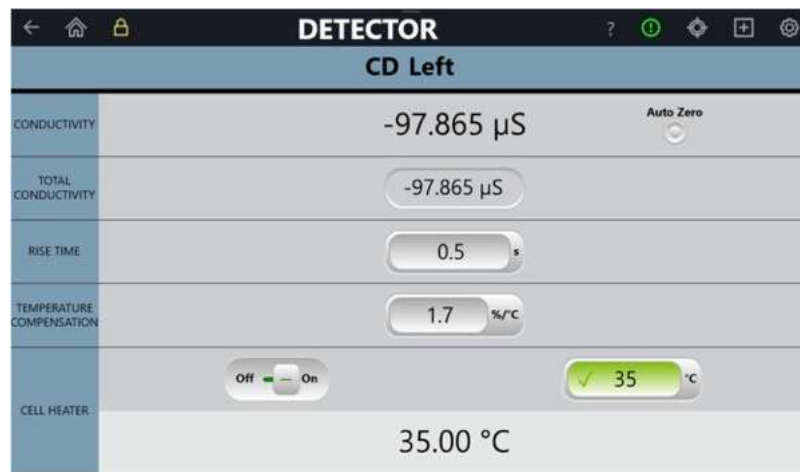 DETECTOR ?
CD Left
CONDUCTIVITY
-97.865 µS
Auto Zero
TOTAL
CONDUCTIVITY
-97.865 µS
RISE TIME
0.5 s
TEMPERATURE
COMPENSATION
1.7 %/°C
CELL HEATER
Off On
35 °C
35.00 °C